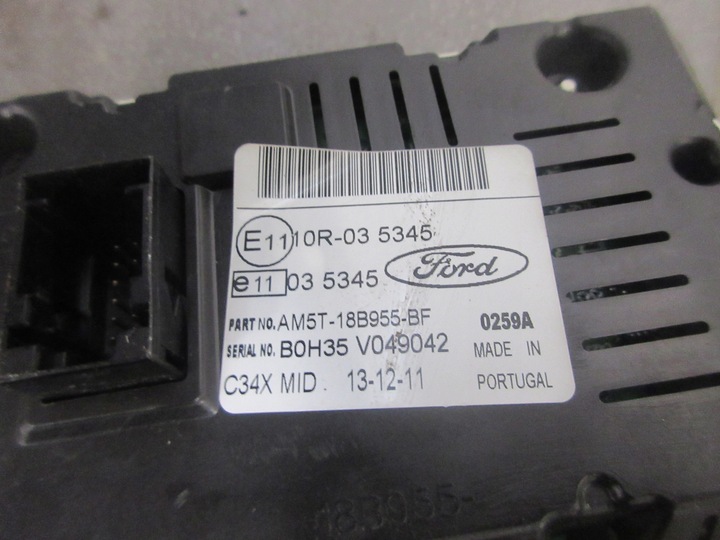 E11 10R-03 5345
e11 03 5345
Ford
PART NO. AM5T-18B955-BF 0259A
SERIAL NO. B0H35 V049042 MADE IN
C34X MID. 13-12-11 PORTUGAL
18B955-